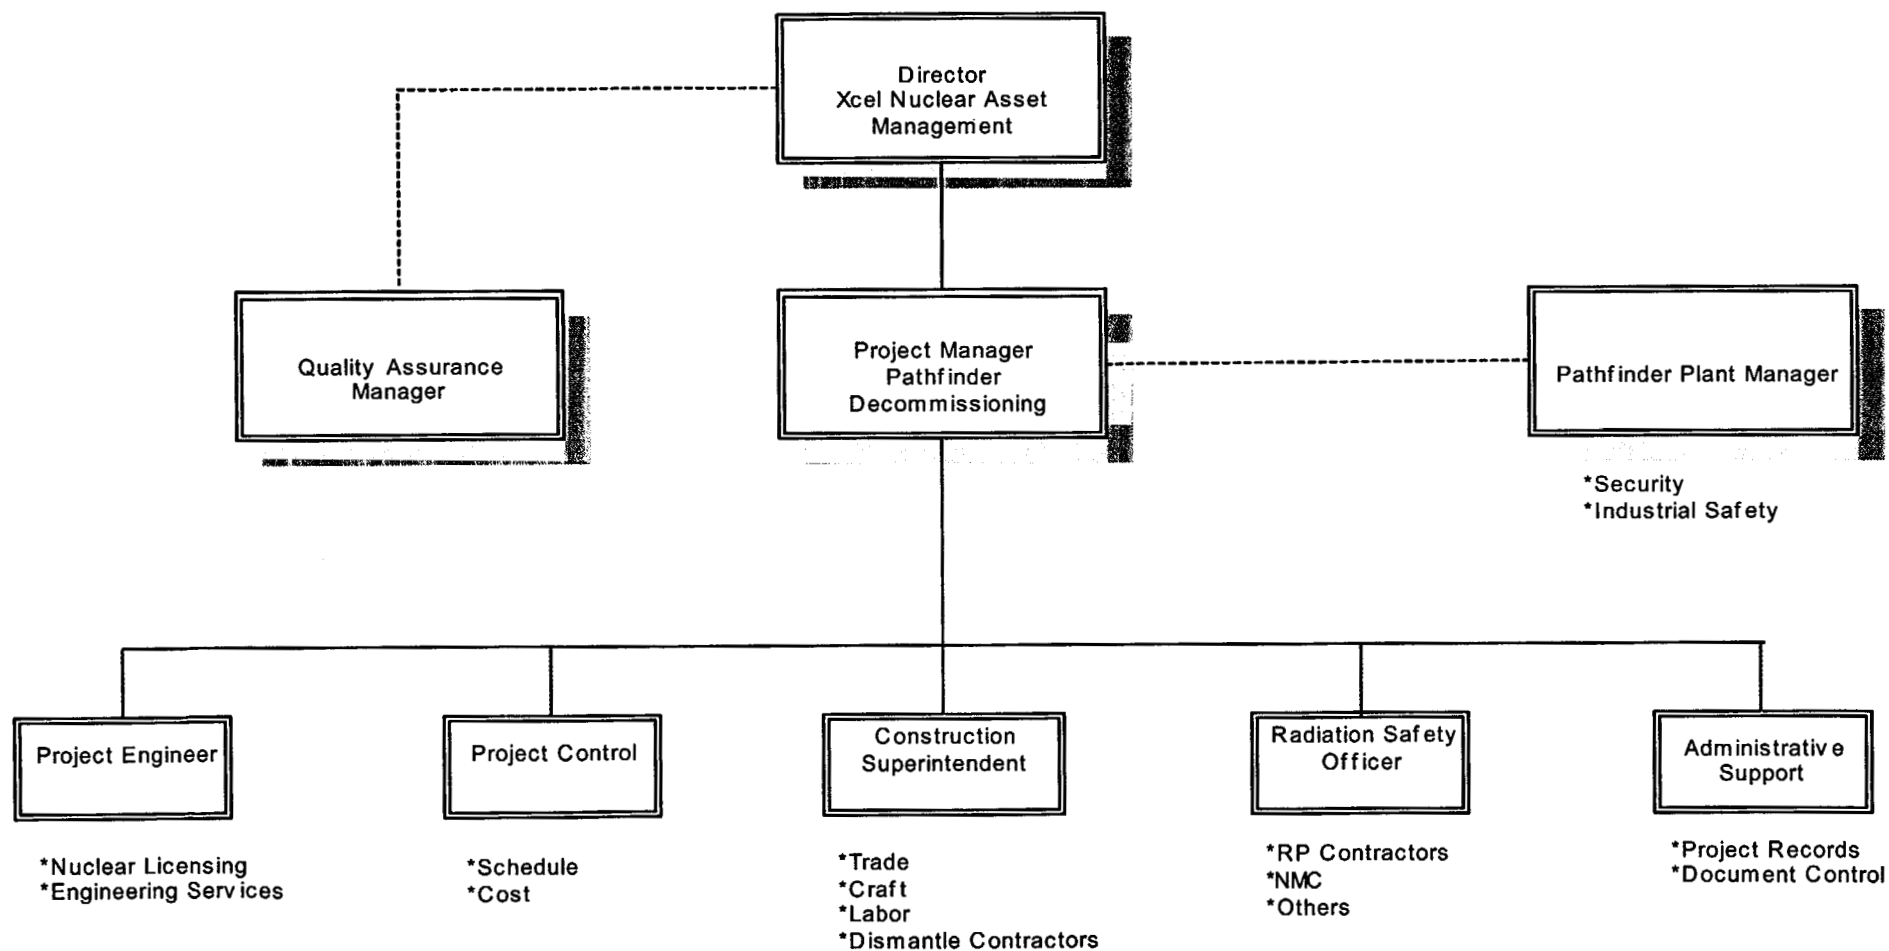 Director
Xcel Nuclear Asset
Management
Quality Assurance
Manager
Project Manager
Pathfinder
Decommissioning
Pathfinder Plant Manager
*Security
*Industrial Safety
Project Engineer
*Nuclear Licensing
*Engineering Services
Project Control
*Schedule
*Cost
Construction
Superintendent
*Trade
*Craft
*Labor
*Dismantle Contractors
Radiation Safety
Officer
*RP Contractors
*NMC
*Others
Administrative
Support
*Project Records
*Document Control